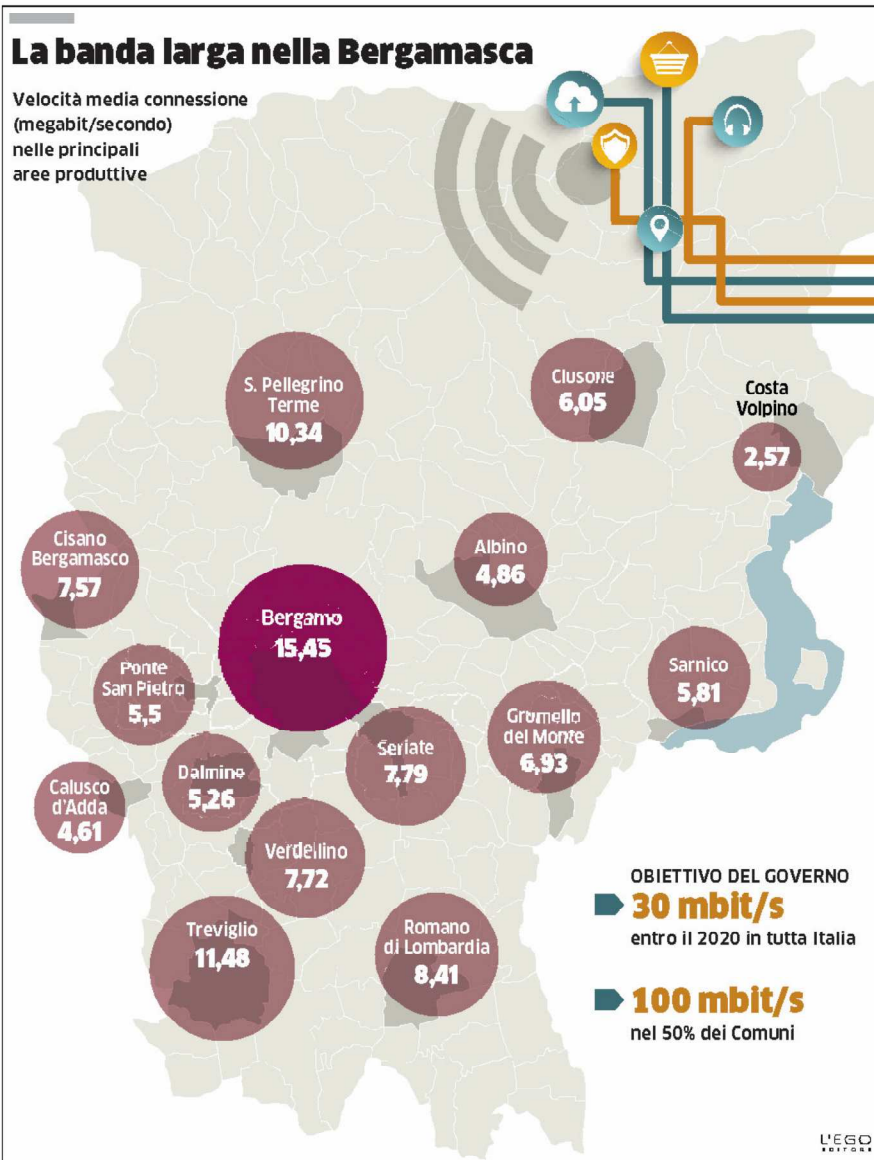 La banda larga nella Bergamasca
Velocità media connessione
(megabit/secondo)
nelle principali
aree produttive
S. Pellegrino
Terme
10,34
Clusone
6,05
Costa
Volpino
2,57
Cisano
Bergamasco
7,57
Albino
4,86
Bergamo
15,45
Ponte
San Pietro
5,5
Sarnico
5,81
Grumello
del Monte
6,93
Seriate
7,79
Dalmine
5,26
Calusco
d'Adda
4,61
Verdellino
7,72
Treviglio
11,48
Romano
di Lombardia
8,41
OBIETTIVO DEL GOVERNO
30 mbit/s
entro il 2020 in tutta Italia
100 mbit/s
nel 50% dei Comuni
L'EGO
EDITORE